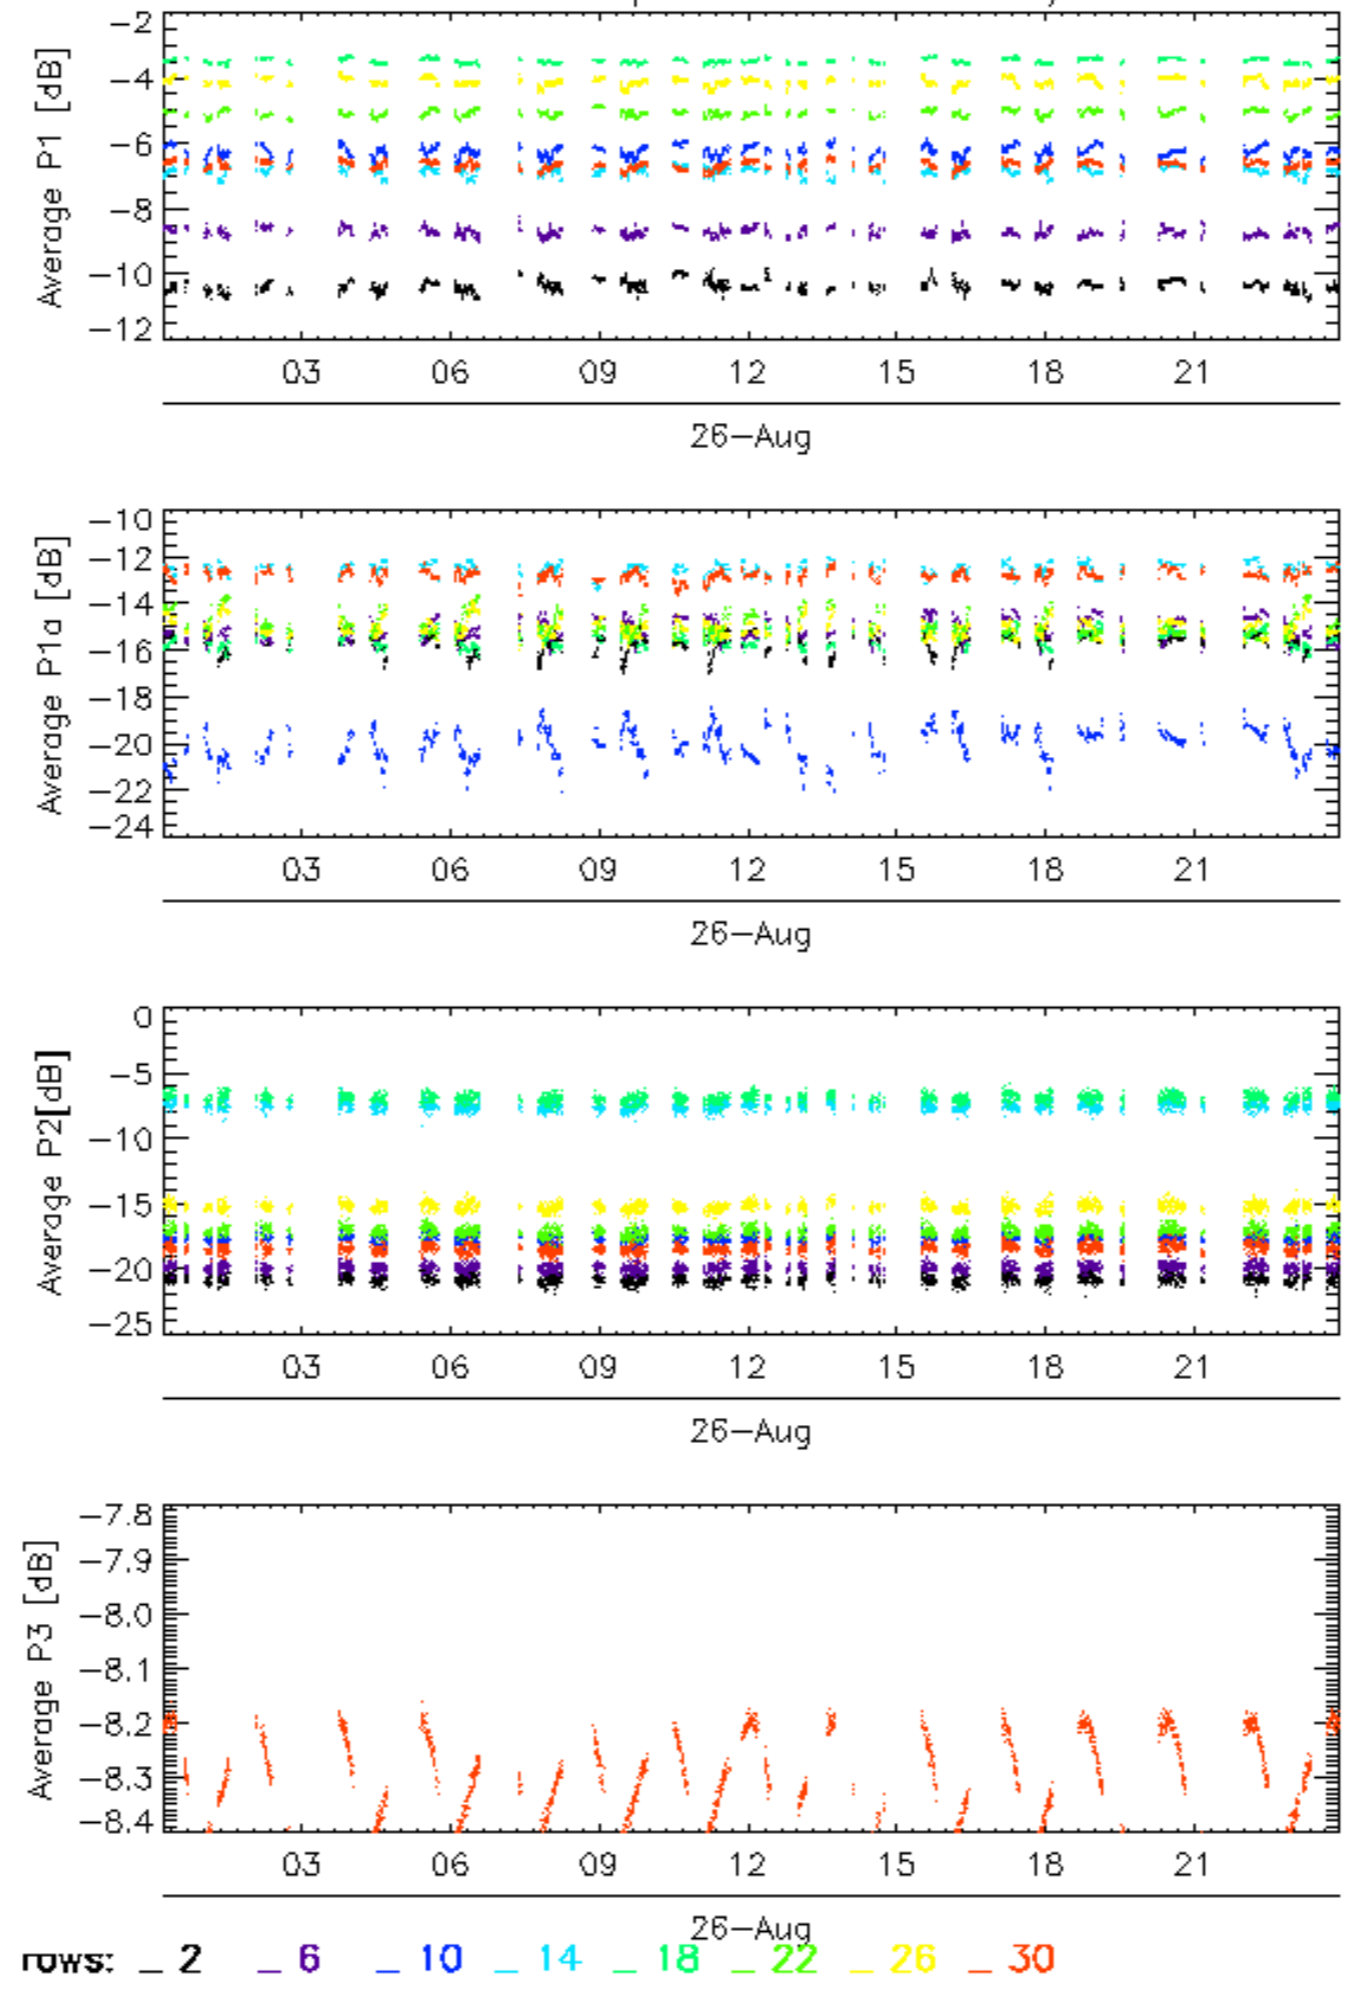 Average P1 [dB]
-2
-4
-6
-8
-10
-12
03 06 09 12 15 18 21
26-Aug
Average P1a [dB]
-10
-12
-14
-16
-18
-20
-22
-24
03 06 09 12 15 18 21
26-Aug
Average P2[dB]
0
-5
-10
-15
-20
-25
03 06 09 12 15 18 21
26-Aug
Average P3 [dB]
-7.8
-7.9
-8.0
-8.1
-8.2
-8.3
-8.4
03 06 09 12 15 18 21
26-Aug
rows: _ 2 _ 6 _ 10 _ 14 _ 18 _ 22 _ 26 _ 30